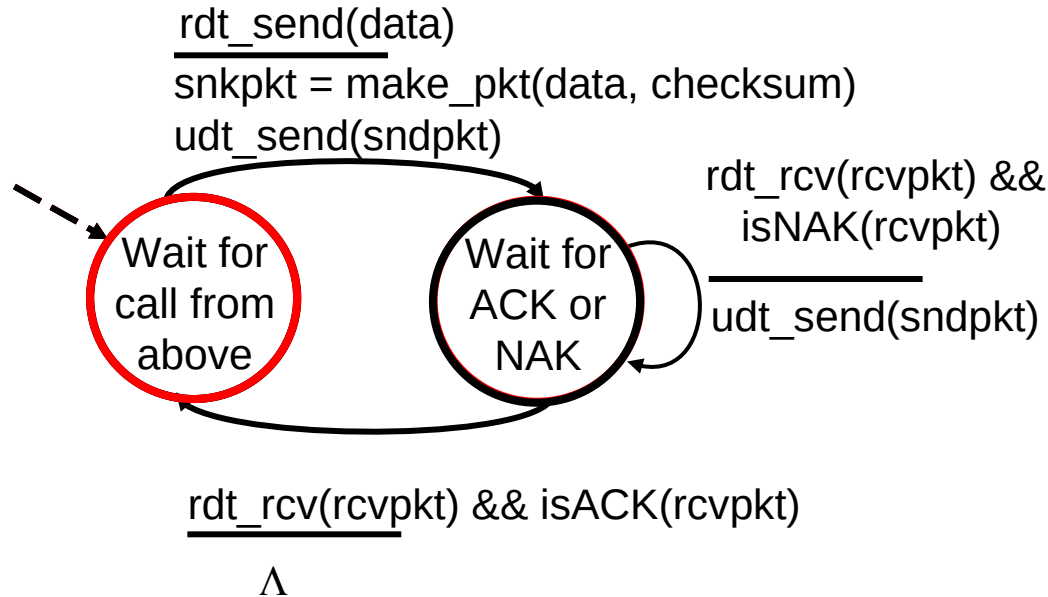 rdt_send(data)
snkpkt = make_pkt(data, checksum)
udt_send(sndpkt)
rdt_rcv(rcvpkt) &&
isNAK(rcvpkt)
udt_send(sndpkt)
Wait for
call from
above
Wait for
ACK or
NAK
rdt_rcv(rcvpkt) && isACK(rcvpkt)
Λ